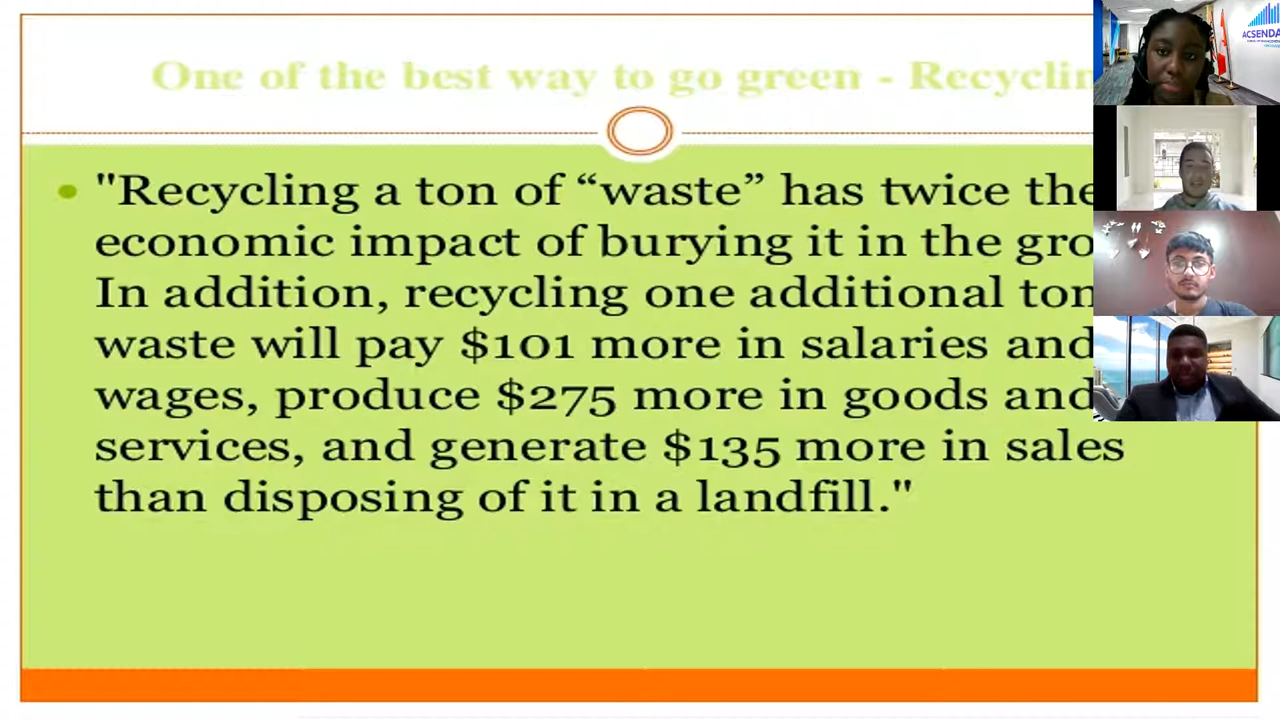 One of the best way to go green - Recyclin
"Recycling a ton of “waste” has twice the
economic impact of burying it in the gro
In addition, recycling one additional ton
waste will pay $101 more in salaries and
wages, produce $275 more in goods and
services, and generate $135 more in sales
than disposing of it in a landfill."
ACSENDA